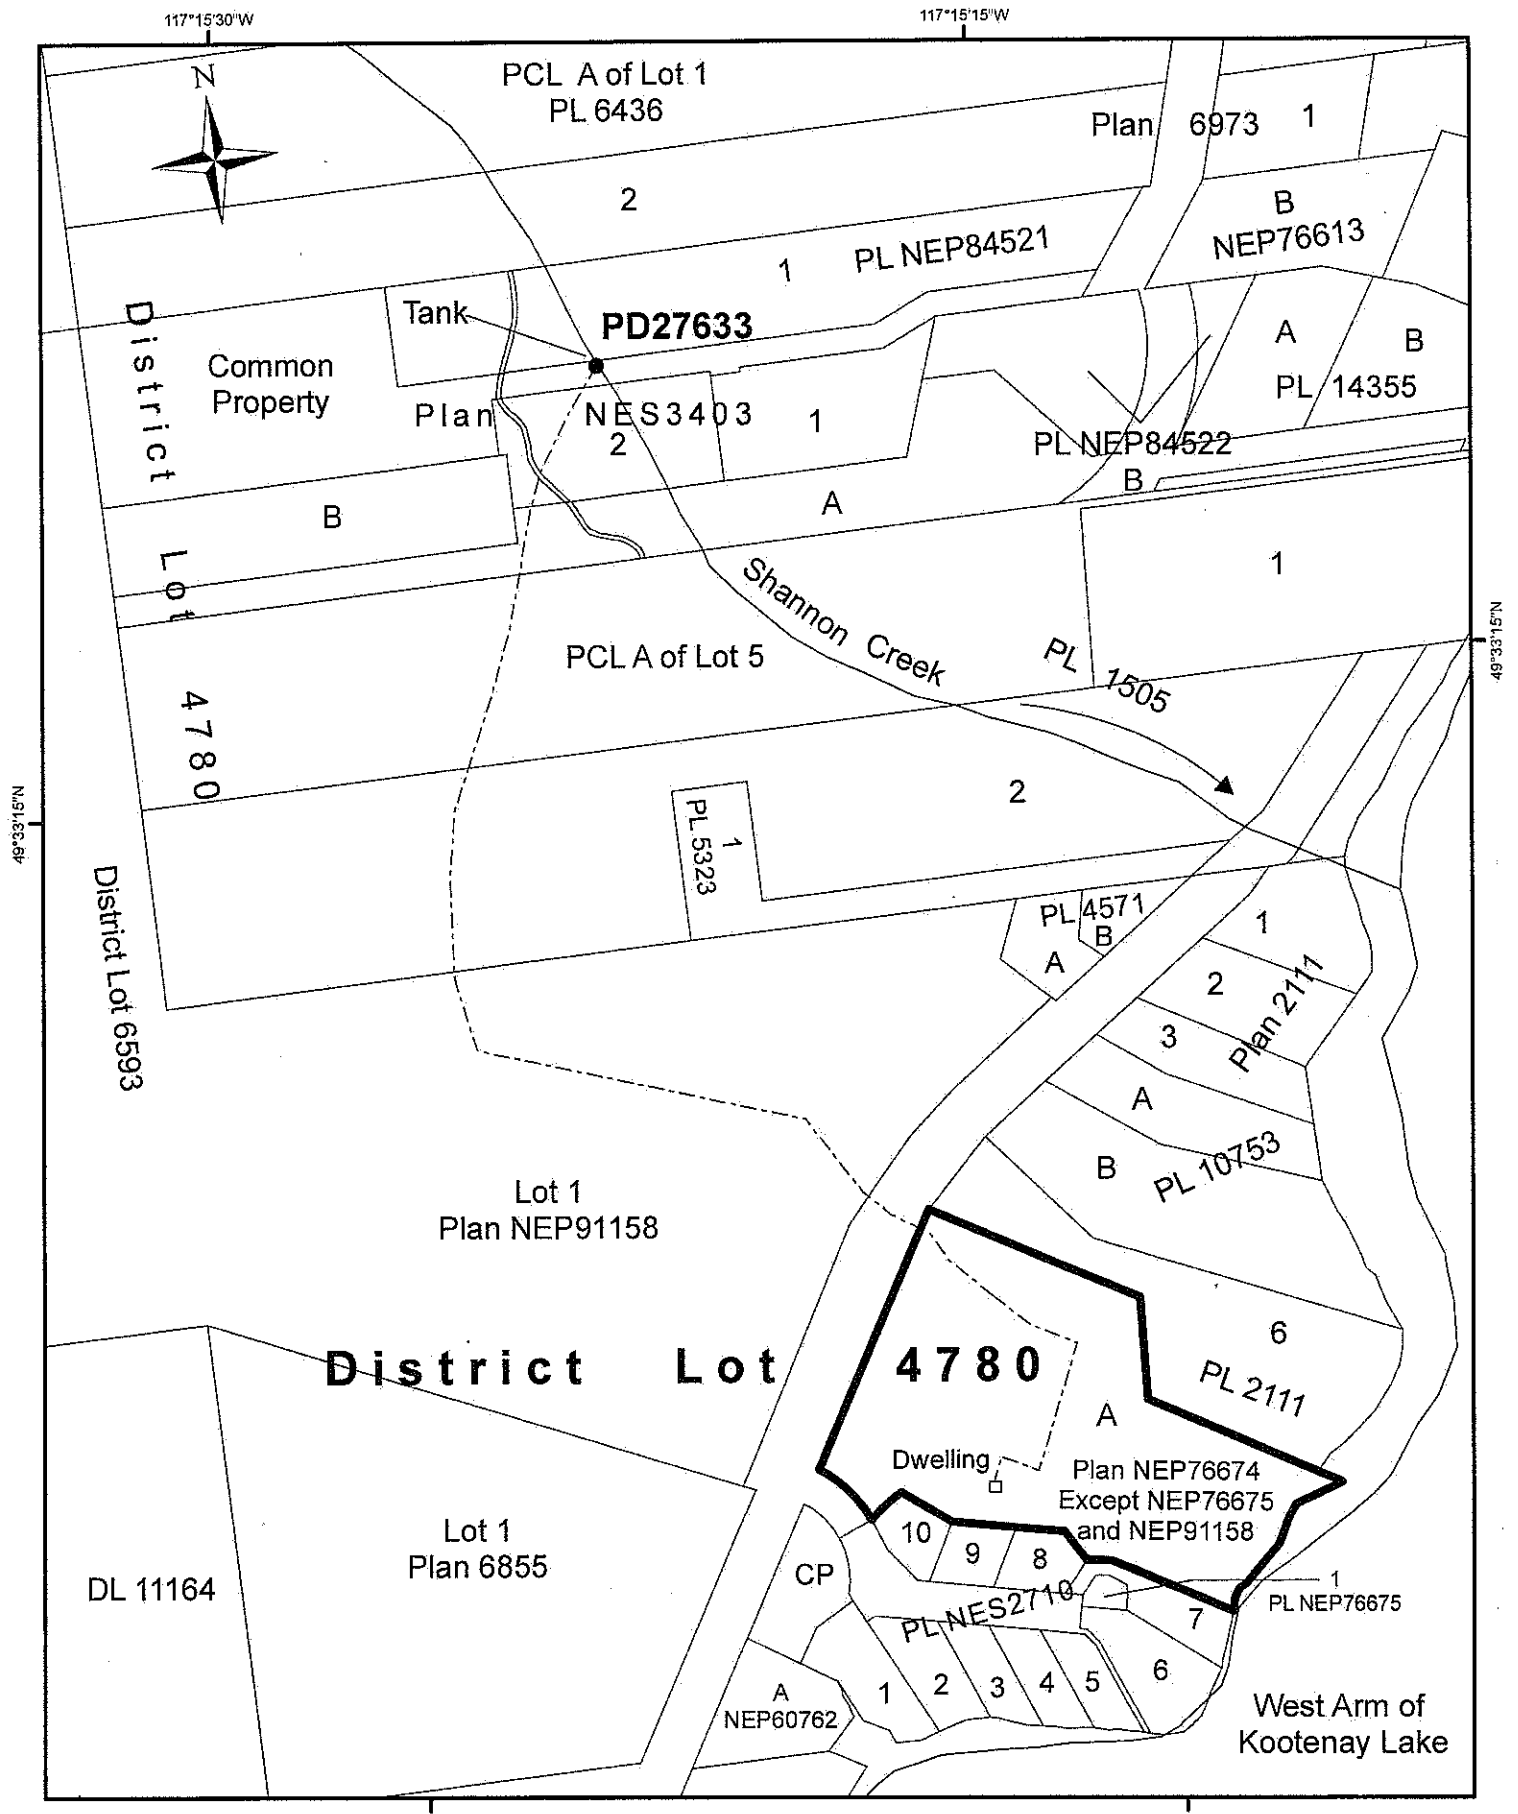 117°15'30"W
117°15'15"W
N
PCL A of Lot 1
PL 6436
Plan 6973 1
2
B
NEP76613
1
PL NEP84521
Tank
PD27633
District Lot 4780
Common
Property
Plan NES3403
2
1
A
B
PL 14355
PL NEP84522
B
B
A
1
Shannon Creek
PCL A of Lot 5
PL 1505
49°33'15"N
49°33'15"N
2
1
PL 5323
District Lot 6593
PL 4571
B
A
1
2
3
Plan 2111
A
B
PL 10753
Lot 1
Plan NEP91158
6
PL 2111
District Lot 4780
A
Dwelling
Plan NEP76674
Except NEP76675
and NEP91158
10
9
8
Lot 1
Plan 6855
CP
DL 11164
PL NES2710
1
PL NEP76675
7
6
1
2
3
4
5
A
NEP60762
West Arm of
Kootenay Lake